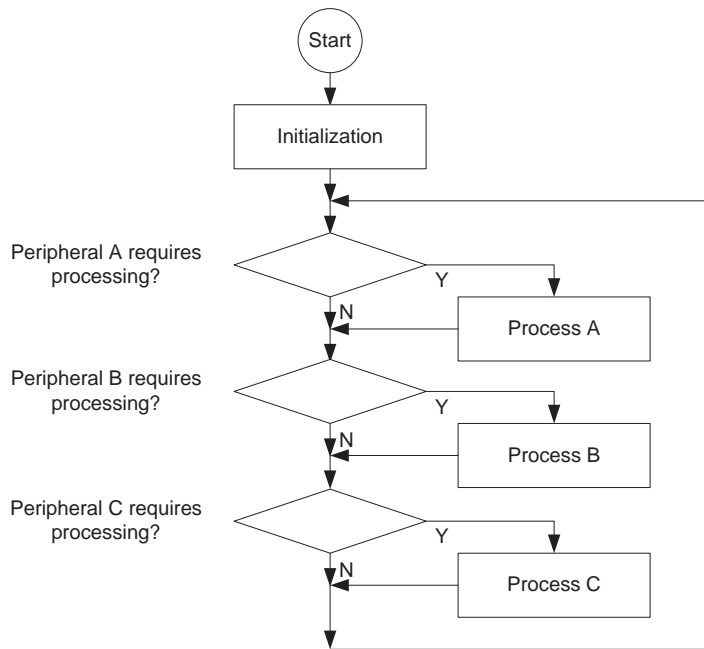 Start
Initialization
Peripheral A requires
processing?
Y
N
Process A
Peripheral B requires
processing?
Y
N
Process B
Peripheral C requires
processing?
Y
N
Process C